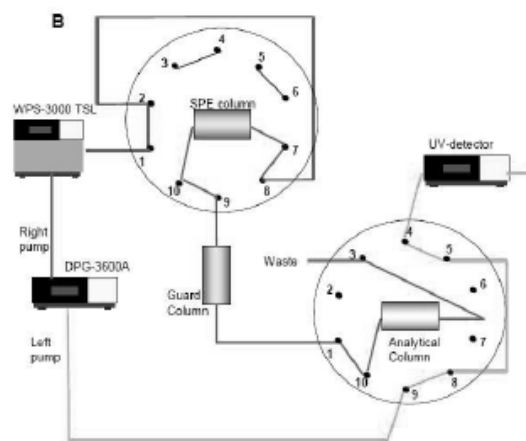 B
4
3
5
2
6
WPS-3000 TSL
SPE column
1
7
10
8
9
UV-detector
Right
pump
DPG-3600A
Guard
Column
Left
pump
Waste
4
3
5
2
6
Analytical
Column
1
7
10
8
9